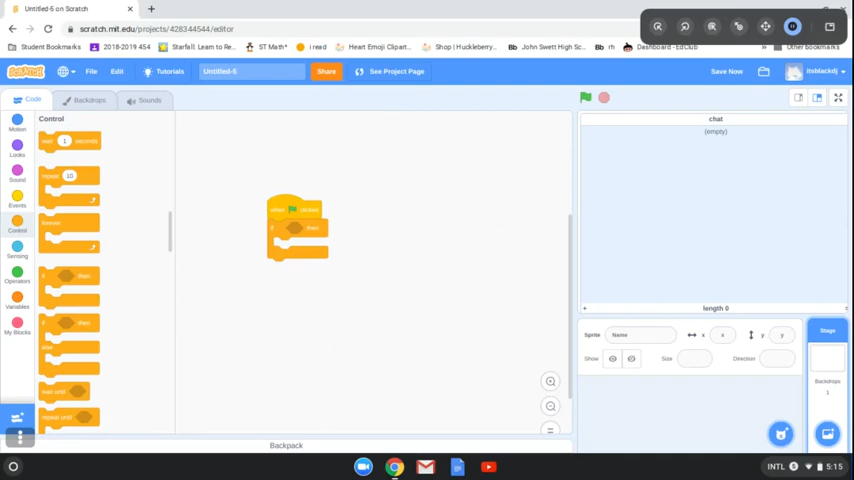 Untitled-5 on Scratch
scratch.mit.edu/projects/428344544/editor
Student Bookmarks
2018-2019 454
Starfall: Learn to Re...
ST Math*
i read
Heart Emoji Clipart...
Shop | Huckleberry...
John Swett High Sc...
rh
Dashboard - EdClub
Other bookmarks
SCRATCH
File
Edit
Tutorials
Untitled-5
Share
See Project Page
Save Now
itsblackdj
Code
Backdrops
Sounds
Motion
Looks
Sound
Events
Control
Sensing
Operators
Variables
My Blocks
Control
wait 1 seconds
repeat 10
forever
if then
if then
else
wait until
repeat until
when clicked
if then
chat
(empty)
+ length 0 =
Sprite Name x x y y
Show Size Direction
Stage
Backdrops
1
Backpack
INTL 5:15